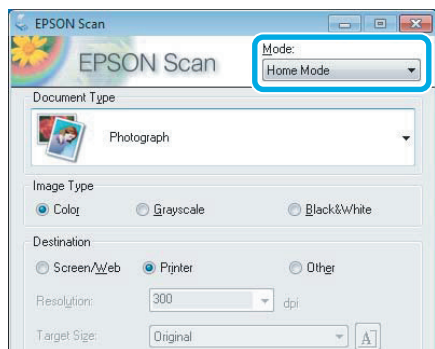 EPSON Scan
EPSON Scan
Mode:
Home Mode
Document Type
Photograph
Image Type
Color Grayscale Black&White
Destination
Screen/Web Printer Other
Resolution: 300 dpi
Target Size: Original A